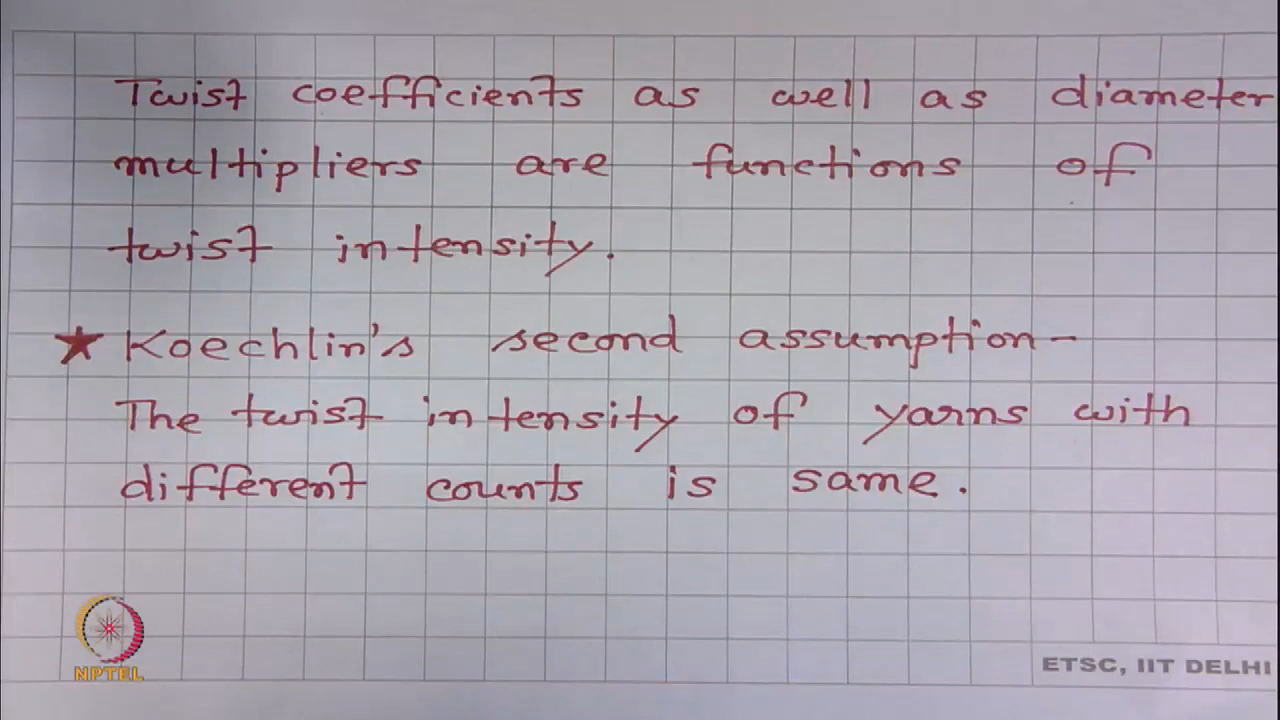 Twist coefficients as well as diameter
multipliers are functions of
twist intensity.
★ Koechlin's second assumption-
The twist intensity of yarns with
different counts is same.
NPTEL
ETSC, IIT DELHI